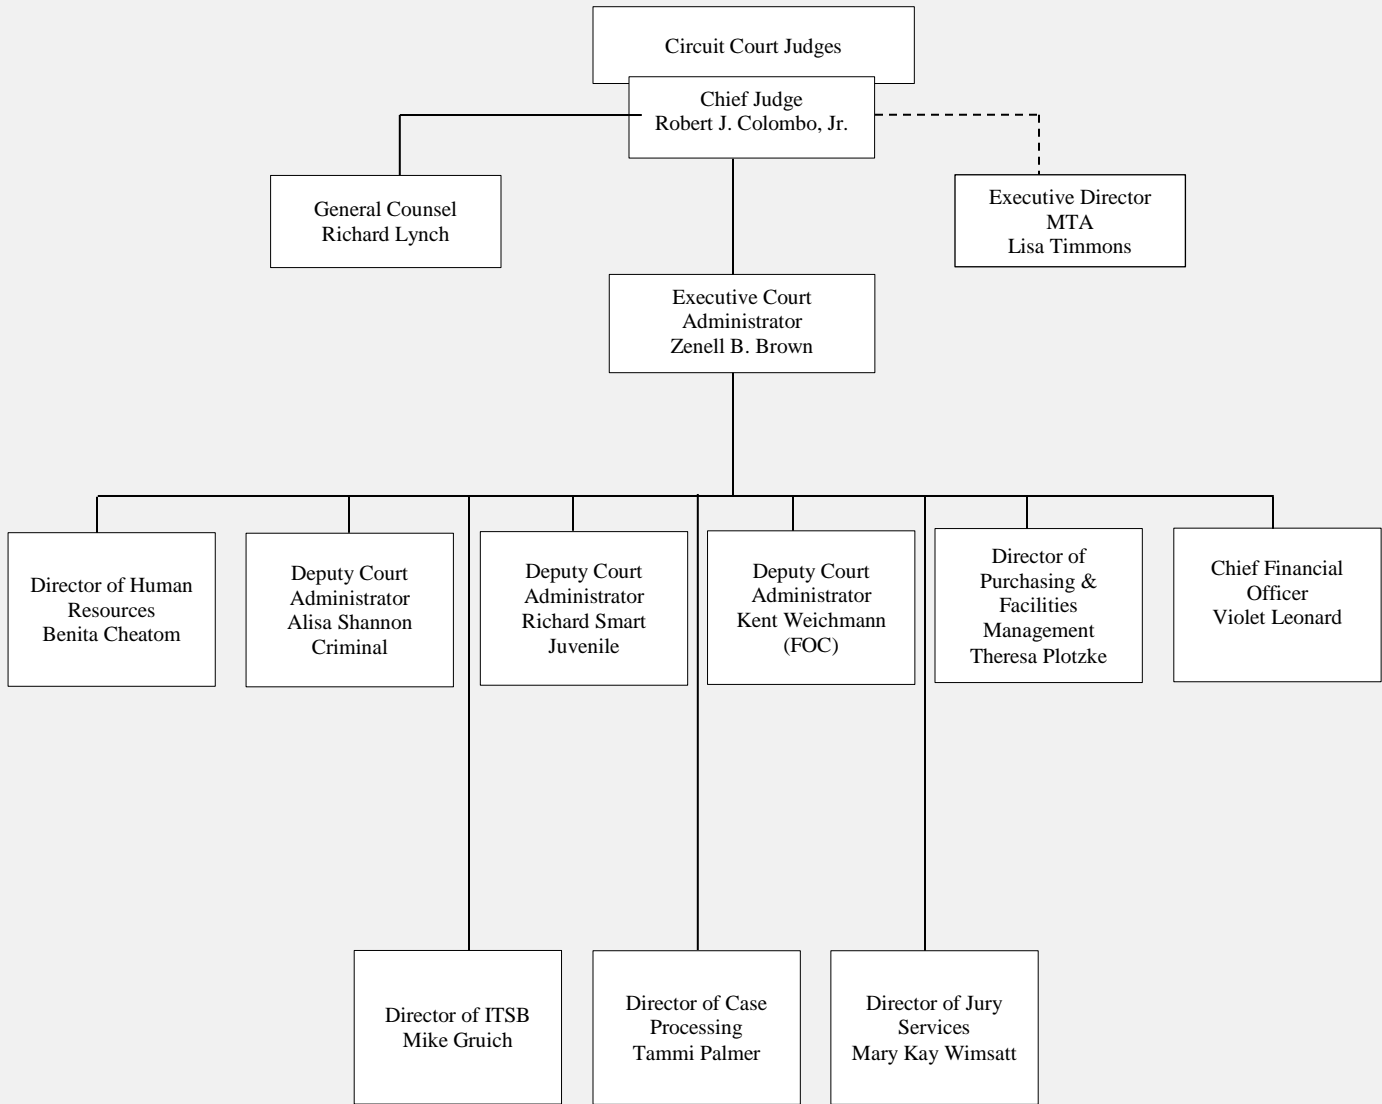 Circuit Court Judges
Chief Judge
Robert J. Colombo, Jr.
General Counsel
Richard Lynch
Executive Director
MTA
Lisa Timmons
Executive Court
Administrator
Zenell B. Brown
Director of Human
Resources
Benita Cheatom
Deputy Court
Administrator
Alisa Shannon
Criminal
Deputy Court
Administrator
Richard Smart
Juvenile
Deputy Court
Administrator
Kent Weichmann
(FOC)
Director of
Purchasing &
Facilities
Management
Theresa Plotzke
Chief Financial
Officer
Violet Leonard
Director of ITSB
Mike Gruich
Director of Case
Processing
Tammi Palmer
Director of Jury
Services
Mary Kay Wimsatt